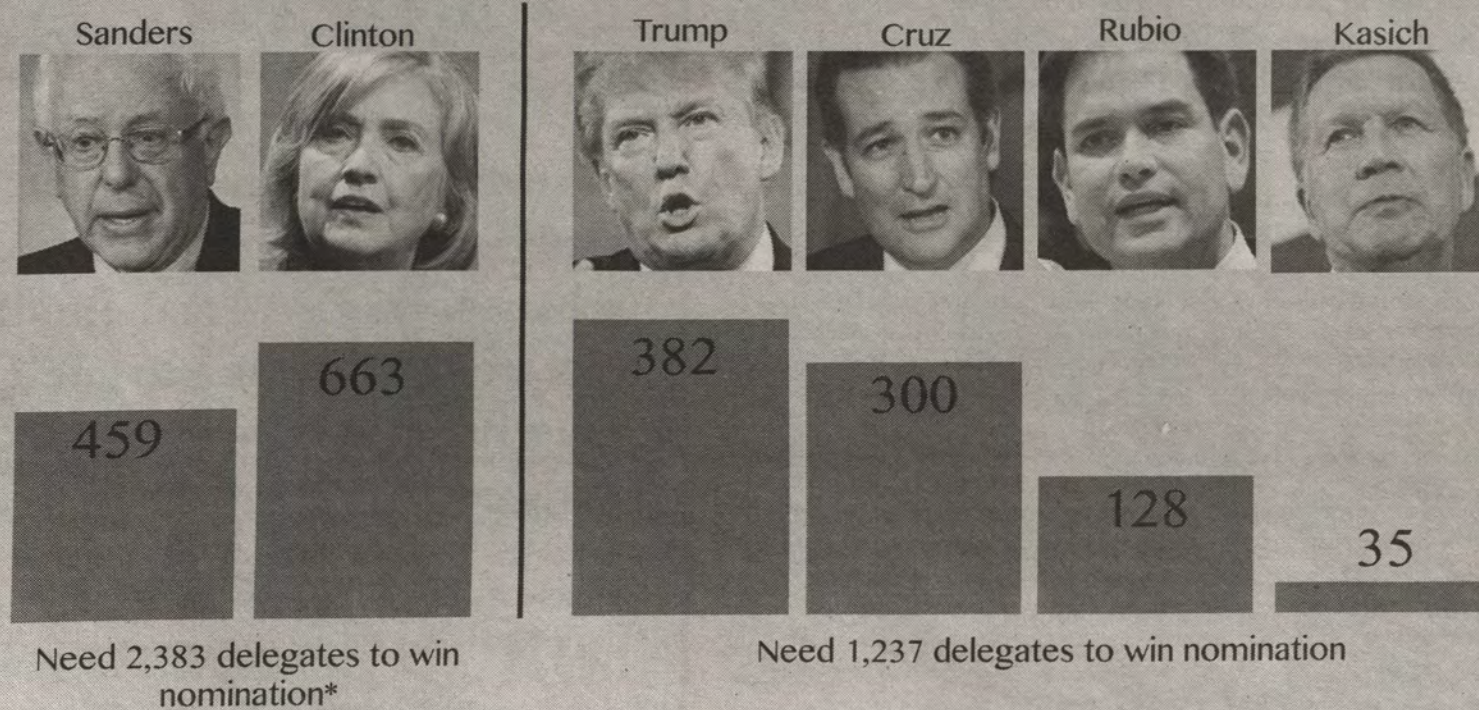 Sanders
Clinton
Trump
Cruz
Rubio
Kasich
459
663
382
300
128
35
Need 2,383 delegates to win
nomination*
Need 1,237 delegates to win nomination